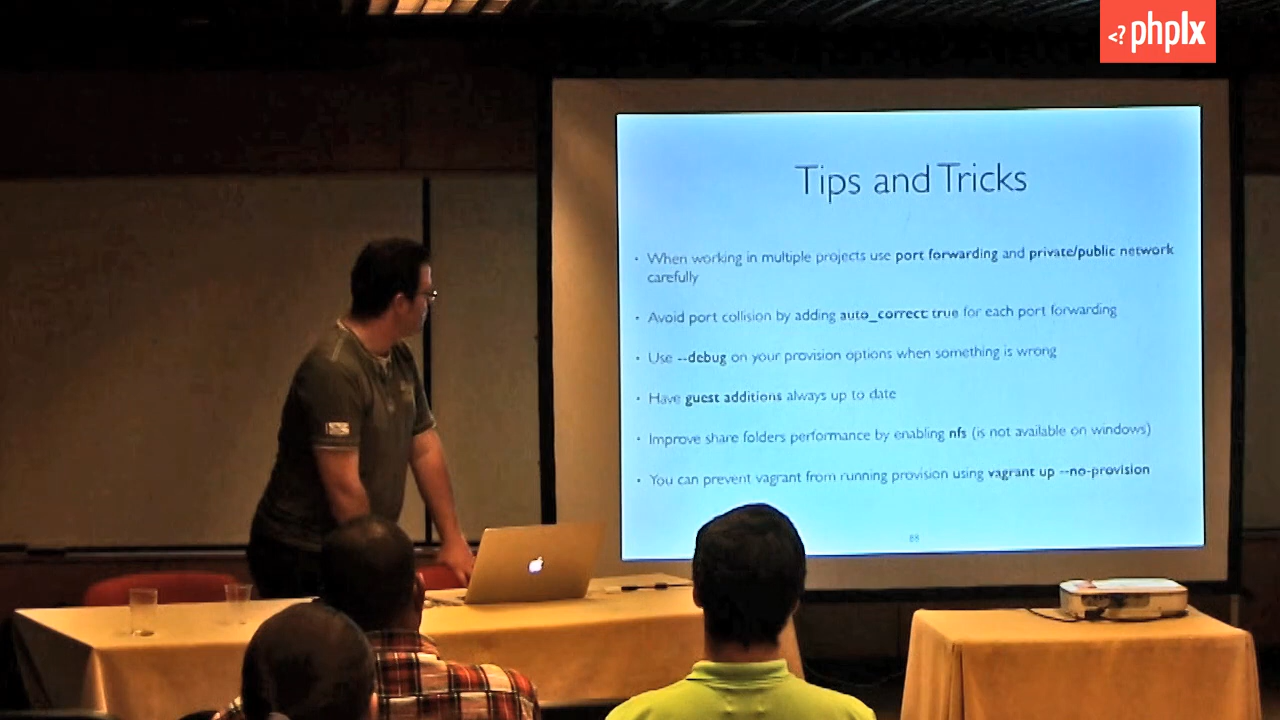 <? phplx
Tips and Tricks
• When working in multiple projects use port forwarding and private/public network
carefully
• Avoid port collision by adding auto_correct true for each port forwarding
• Use --debug on your provision options when something is wrong
• Have guest additions always up to date
• Improve share folders performance by enabling nfs (is not available on windows)
• You can prevent vagrant from running provision using vagrant up --no-provision